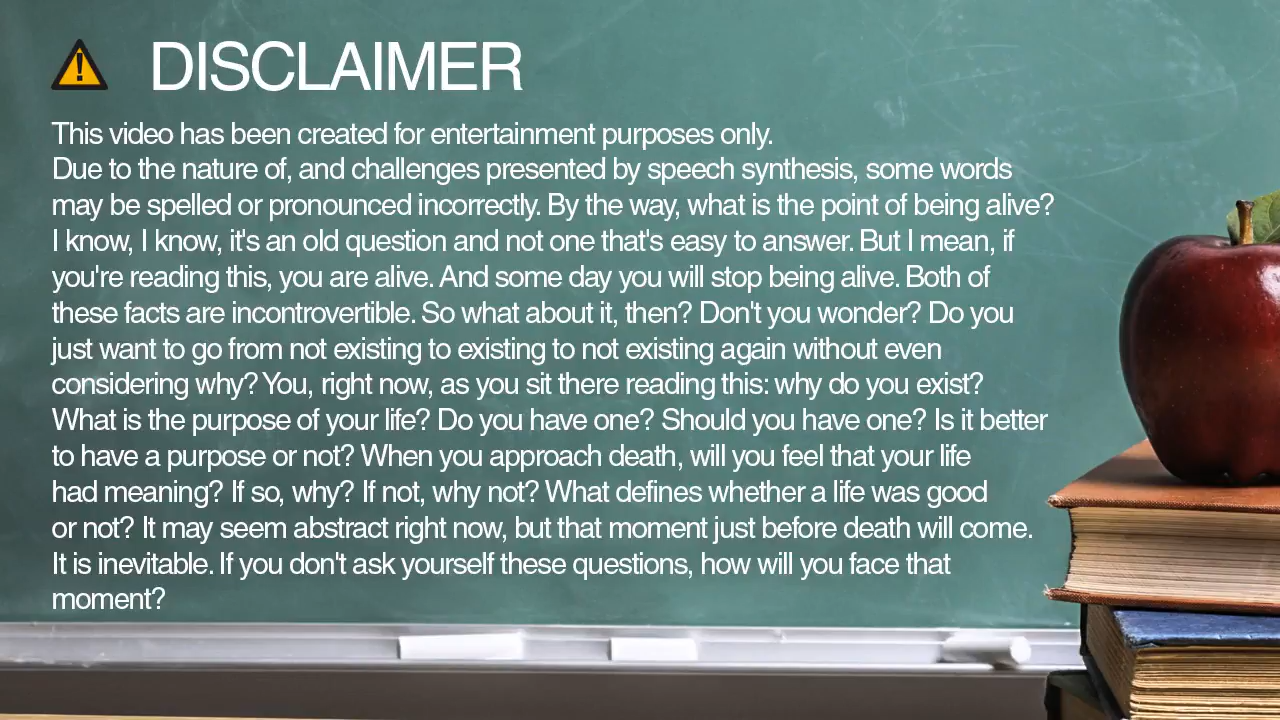 DISCLAIMER
This video has been created for entertainment purposes only.
Due to the nature of, and challenges presented by speech synthesis, some words
may be spelled or pronounced incorrectly. By the way, what is the point of being alive?
I know, I know, it's an old question and not one that's easy to answer. But I mean, if
you're reading this, you are alive. And some day you will stop being alive. Both of
these facts are incontrovertible. So what about it, then? Don't you wonder? Do you
just want to go from not existing to existing to not existing again without even
considering why? You, right now, as you sit there reading this: why do you exist?
What is the purpose of your life? Do you have one? Should you have one? Is it better
to have a purpose or not? When you approach death, will you feel that your life
had meaning? If so, why? If not, why not? What defines whether a life was good
or not? It may seem abstract right now, but that moment just before death will come.
It is inevitable. If you don't ask yourself these questions, how will you face that
moment?